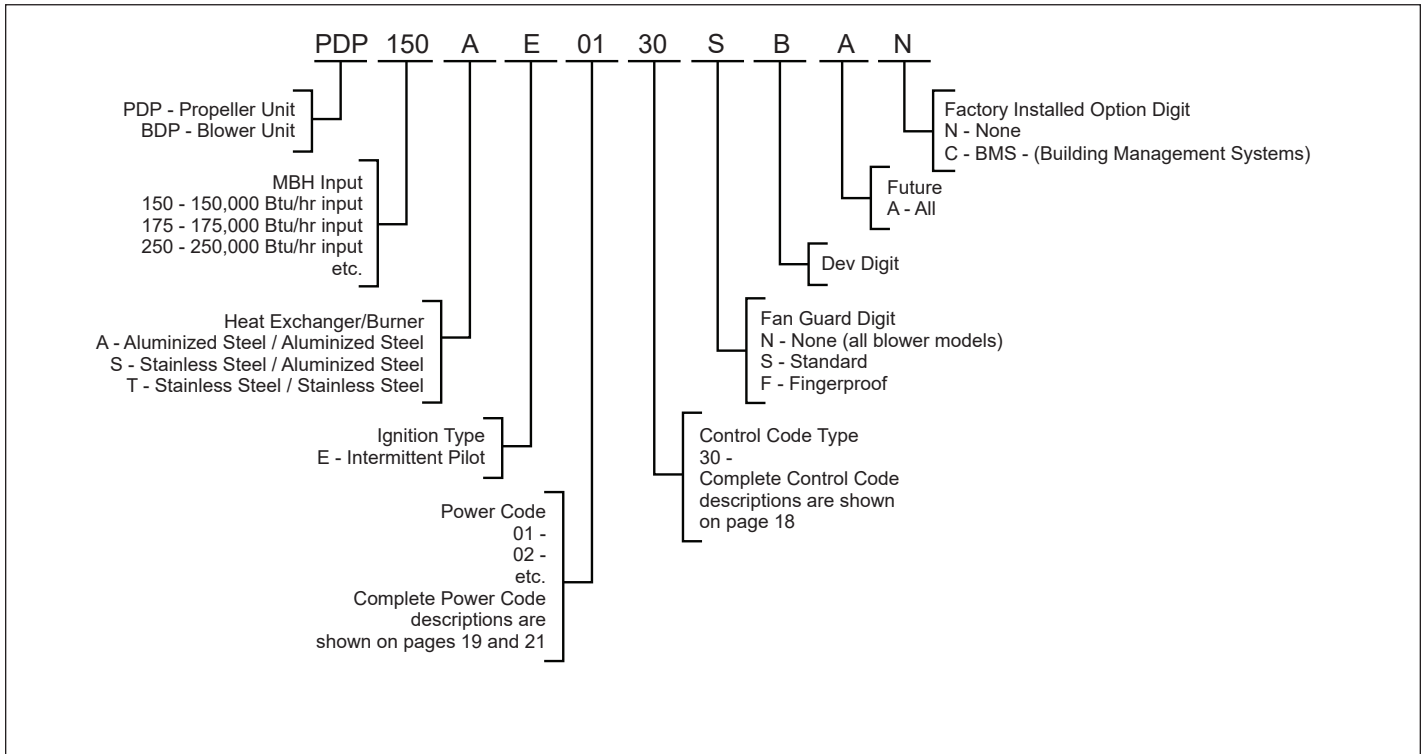 PDP 150 A E 01 30 S B A N
PDP - Propeller Unit
BDP - Blower Unit
MBH Input
150 - 150,000 Btu/hr input
175 - 175,000 Btu/hr input
250 - 250,000 Btu/hr input
etc.
Heat Exchanger/Burner
A - Aluminized Steel / Aluminized Steel
S - Stainless Steel / Aluminized Steel
T - Stainless Steel / Stainless Steel
Ignition Type
E - Intermittent Pilot
Power Code
01 -
02 -
etc.
Complete Power Code
descriptions are
shown on pages 19 and 21
Factory Installed Option Digit
N - None
C - BMS - (Building Management Systems)
Future
A - All
Dev Digit
Fan Guard Digit
N - None (all blower models)
S - Standard
F - Fingerproof
Control Code Type
30 -
Complete Control Code
descriptions are shown
on page 18